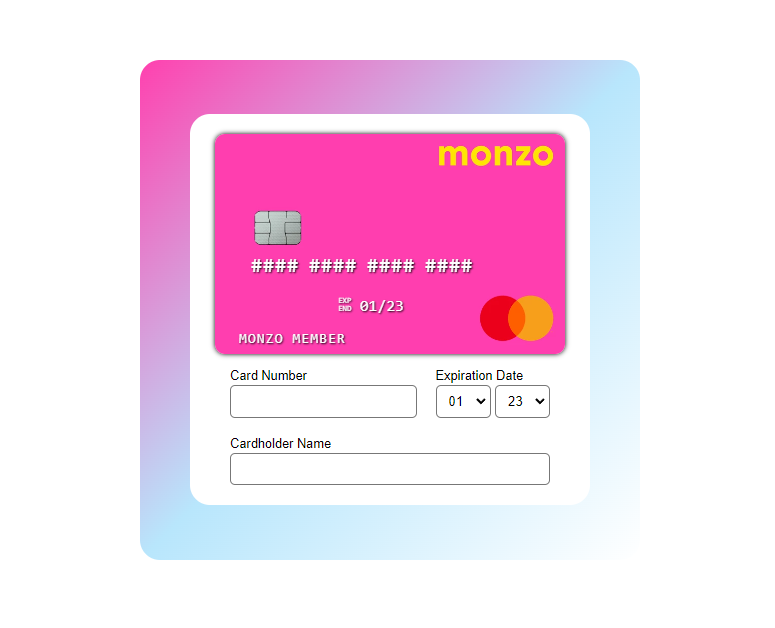 monzo
#### #### #### ####
EXP
END 01/23
MONZO MEMBER
Card Number Expiration Date
01 23
Cardholder Name